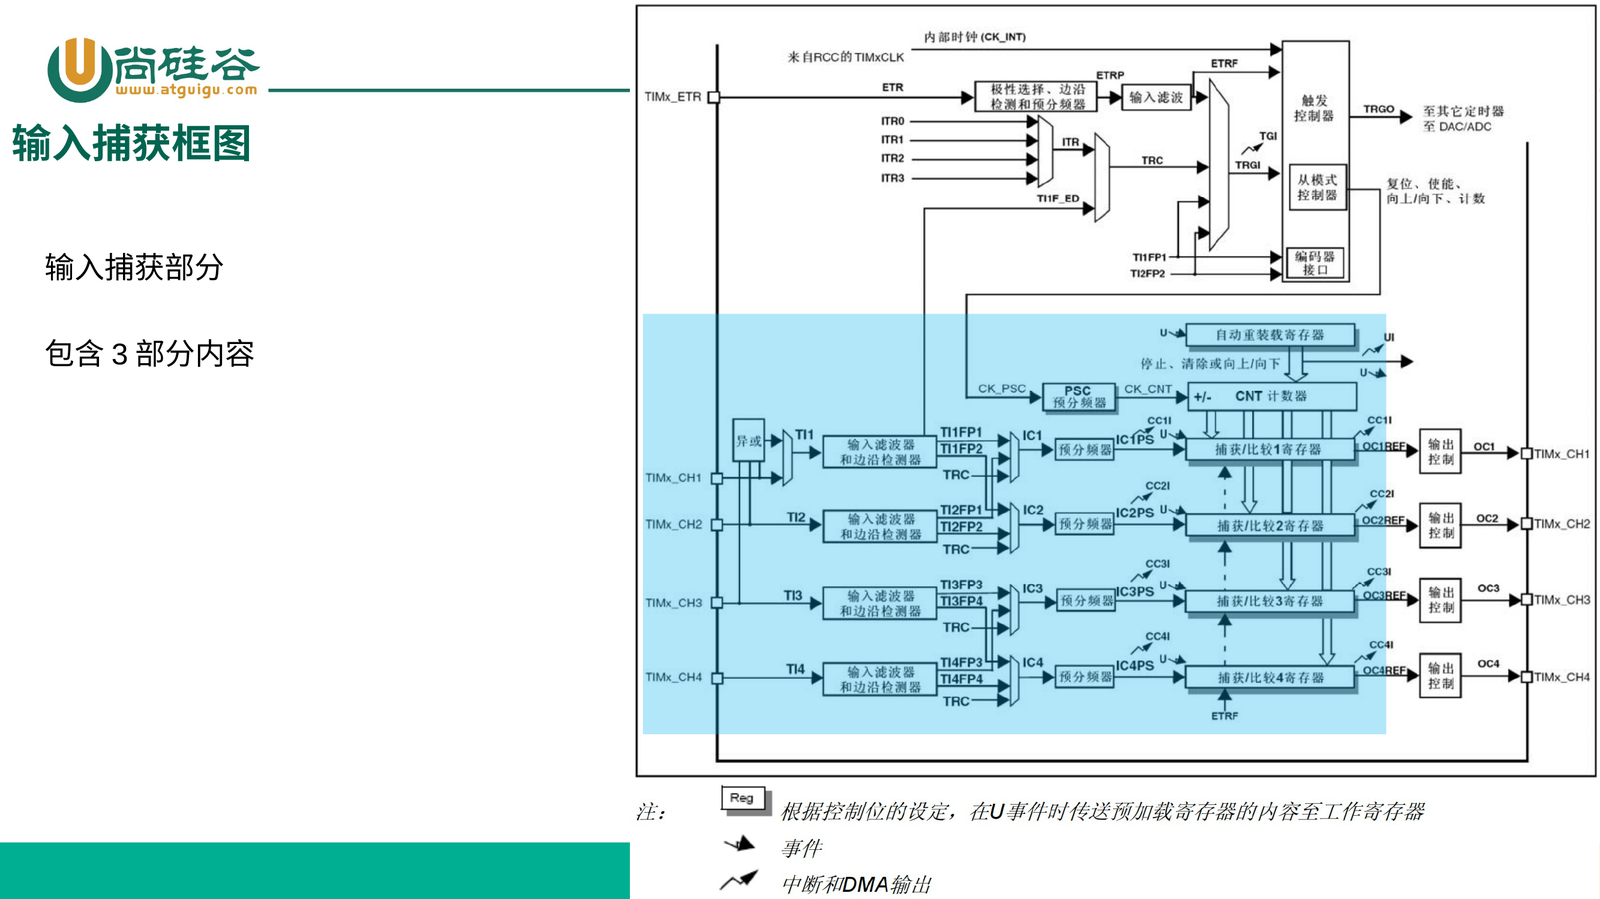 尚硅谷
www.atguigu.com
输入捕获框图
输入捕获部分
包含 3 部分内容
内部时钟 (CK_INT)
来自RCC的 TIMxCLK
ETRF
ETRP
TIMx_ETR
ETR
极性选择、边沿
检测和预分频器
输入滤波
触发
控制器
TRGO
至其它定时器
至 DAC/ADC
ITR0
ITR1
ITR2
ITR3
ITR
TRC
TGI
TRGI
TI1F_ED
从模式
控制器
复位、使能、
向上/向下、计数
TI1FP1
TI2FP2
编码器
接口
U
自动重装载寄存器
UI
停止、清除或向上/向下
U
CK_PSC
PSC
预分频器
CK_CNT
+/-
CNT 计数器
异或
TI1
输入滤波器
和边沿检测器
TI1FP1
TI1FP2
TRC
IC1
预分频器
IC1PS
CC1I
U
捕获/比较1寄存器
CC1I
OC1REF
输出
控制
OC1
TIMx_CH1
TIMx_CH1
TIMx_CH2
TI2
输入滤波器
和边沿检测器
TI2FP1
TI2FP2
TRC
IC2
预分频器
IC2PS
CC2I
U
捕获/比较2寄存器
CC2I
OC2REF
输出
控制
OC2
TIMx_CH2
TIMx_CH3
TI3
输入滤波器
和边沿检测器
TI3FP3
TI3FP4
TRC
IC3
预分频器
IC3PS
CC3I
U
捕获/比较3寄存器
CC3I
OC3REF
输出
控制
OC3
TIMx_CH3
TIMx_CH4
TI4
输入滤波器
和边沿检测器
TI4FP3
TI4FP4
TRC
IC4
预分频器
IC4PS
CC4I
U
捕获/比较4寄存器
CC4I
OC4REF
输出
控制
OC4
TIMx_CH4
ETRF
注：
Reg
根据控制位的设定，在U事件时传送预加载寄存器的内容至工作寄存器
事件
中断和DMA输出